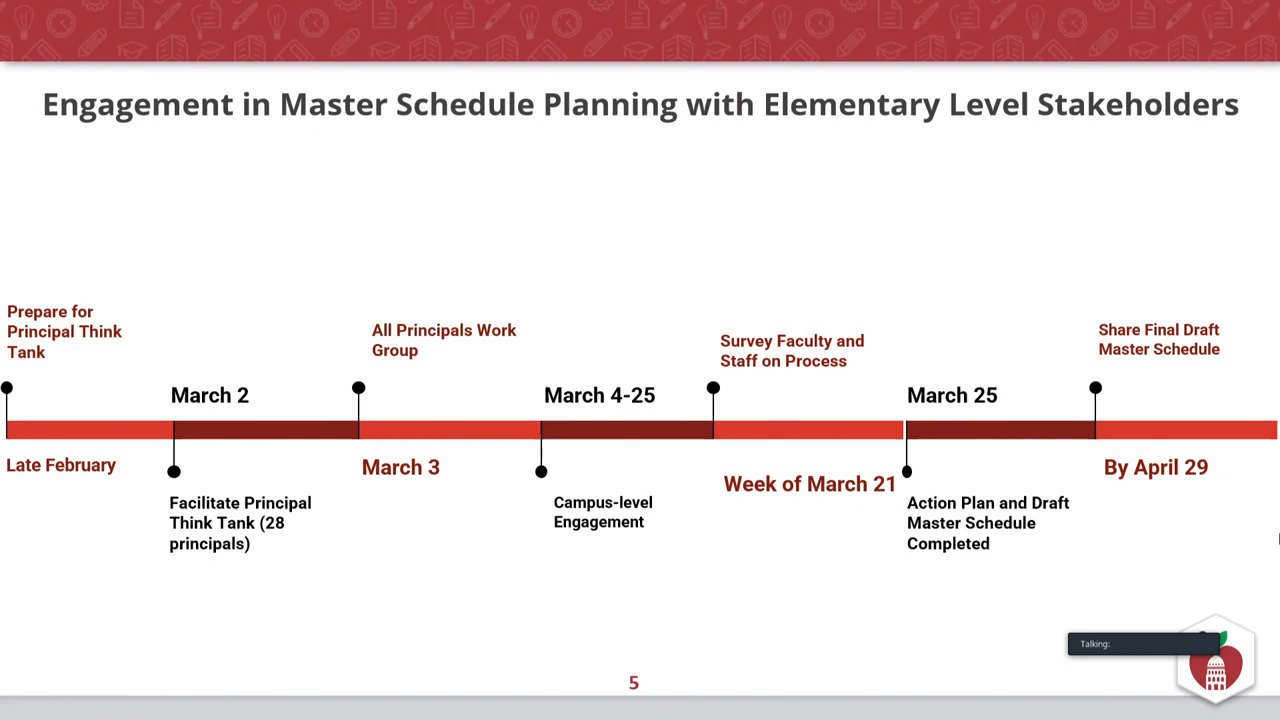 Engagement in Master Schedule Planning with Elementary Level Stakeholders
Prepare for
Principal Think
Tank
Late February
March 2
Facilitate Principal
Think Tank (28
principals)
All Principals Work
Group
March 3
March 4-25
Campus-level
Engagement
Survey Faculty and
Staff on Process
Week of March 21
March 25
Action Plan and Draft
Master Schedule
Completed
Share Final Draft
Master Schedule
By April 29
Talking:
5